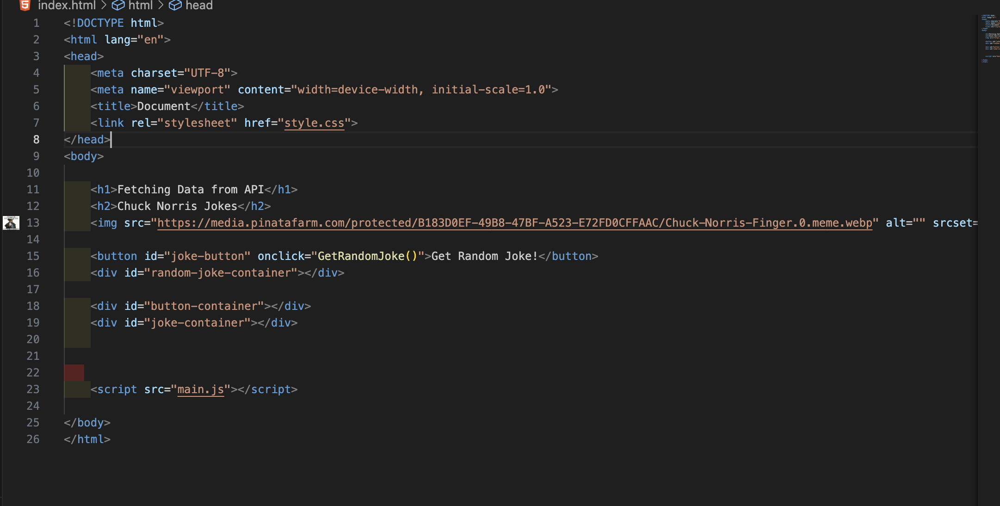 index.html > html > head
1 <!DOCTYPE html>
2 <html lang="en">
3 <head>
4 <meta charset="UTF-8">
5 <meta name="viewport" content="width=device-width, initial-scale=1.0">
6 <title>Document</title>
7 <link rel="stylesheet" href="style.css">
8 </head>
9 <body>
10
11 <h1>Fetching Data from API</h1>
12 <h2>Chuck Norris Jokes</h2>
13 <img src="https://media.pinatafarm.com/protected/B183D0EF-49B8-47BF-A523-E72FD0CFFAAC/Chuck-Norris-Finger.0.meme.webp" alt="" srcset=
14
15 <button id="joke-button" onclick="GetRandomJoke()">Get Random Joke!</button>
16 <div id="random-joke-container"></div>
17
18 <div id="button-container"></div>
19 <div id="joke-container"></div>
20
21
22
23 <script src="main.js"></script>
24
25 </body>
26 </html>